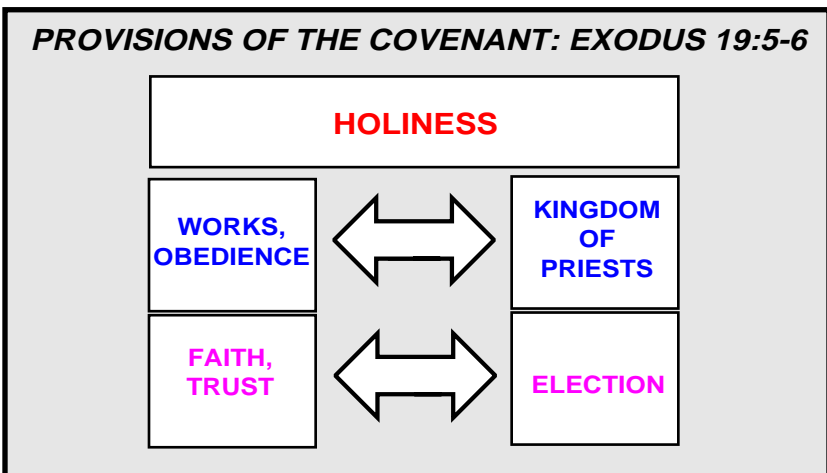 PROVISIONS OF THE COVENANT: EXODUS 19:5-6
HOLINESS
WORKS,
OBEDIENCE
KINGDOM
OF
PRIESTS
FAITH,
TRUST
ELECTION